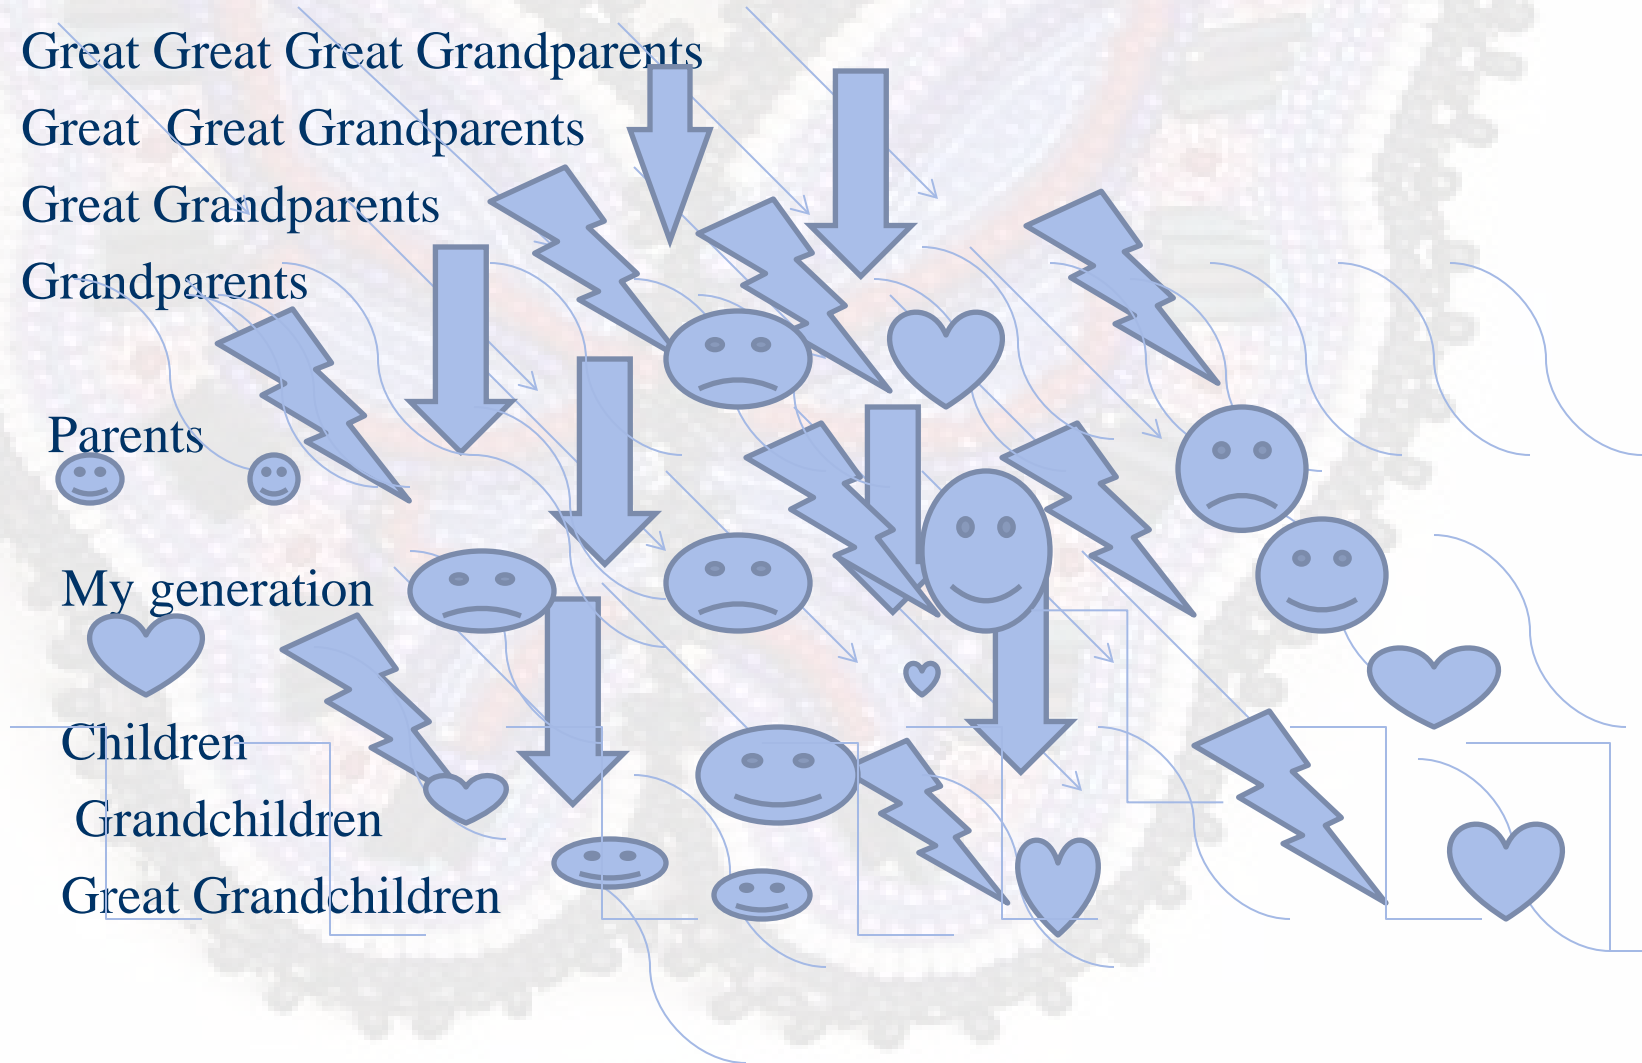 Great Great Great Grandparents
Great Great Grandparents
Great Grandparents
Grandparents
Parents
My generation
Children
Grandchildren
Great Grandchildren